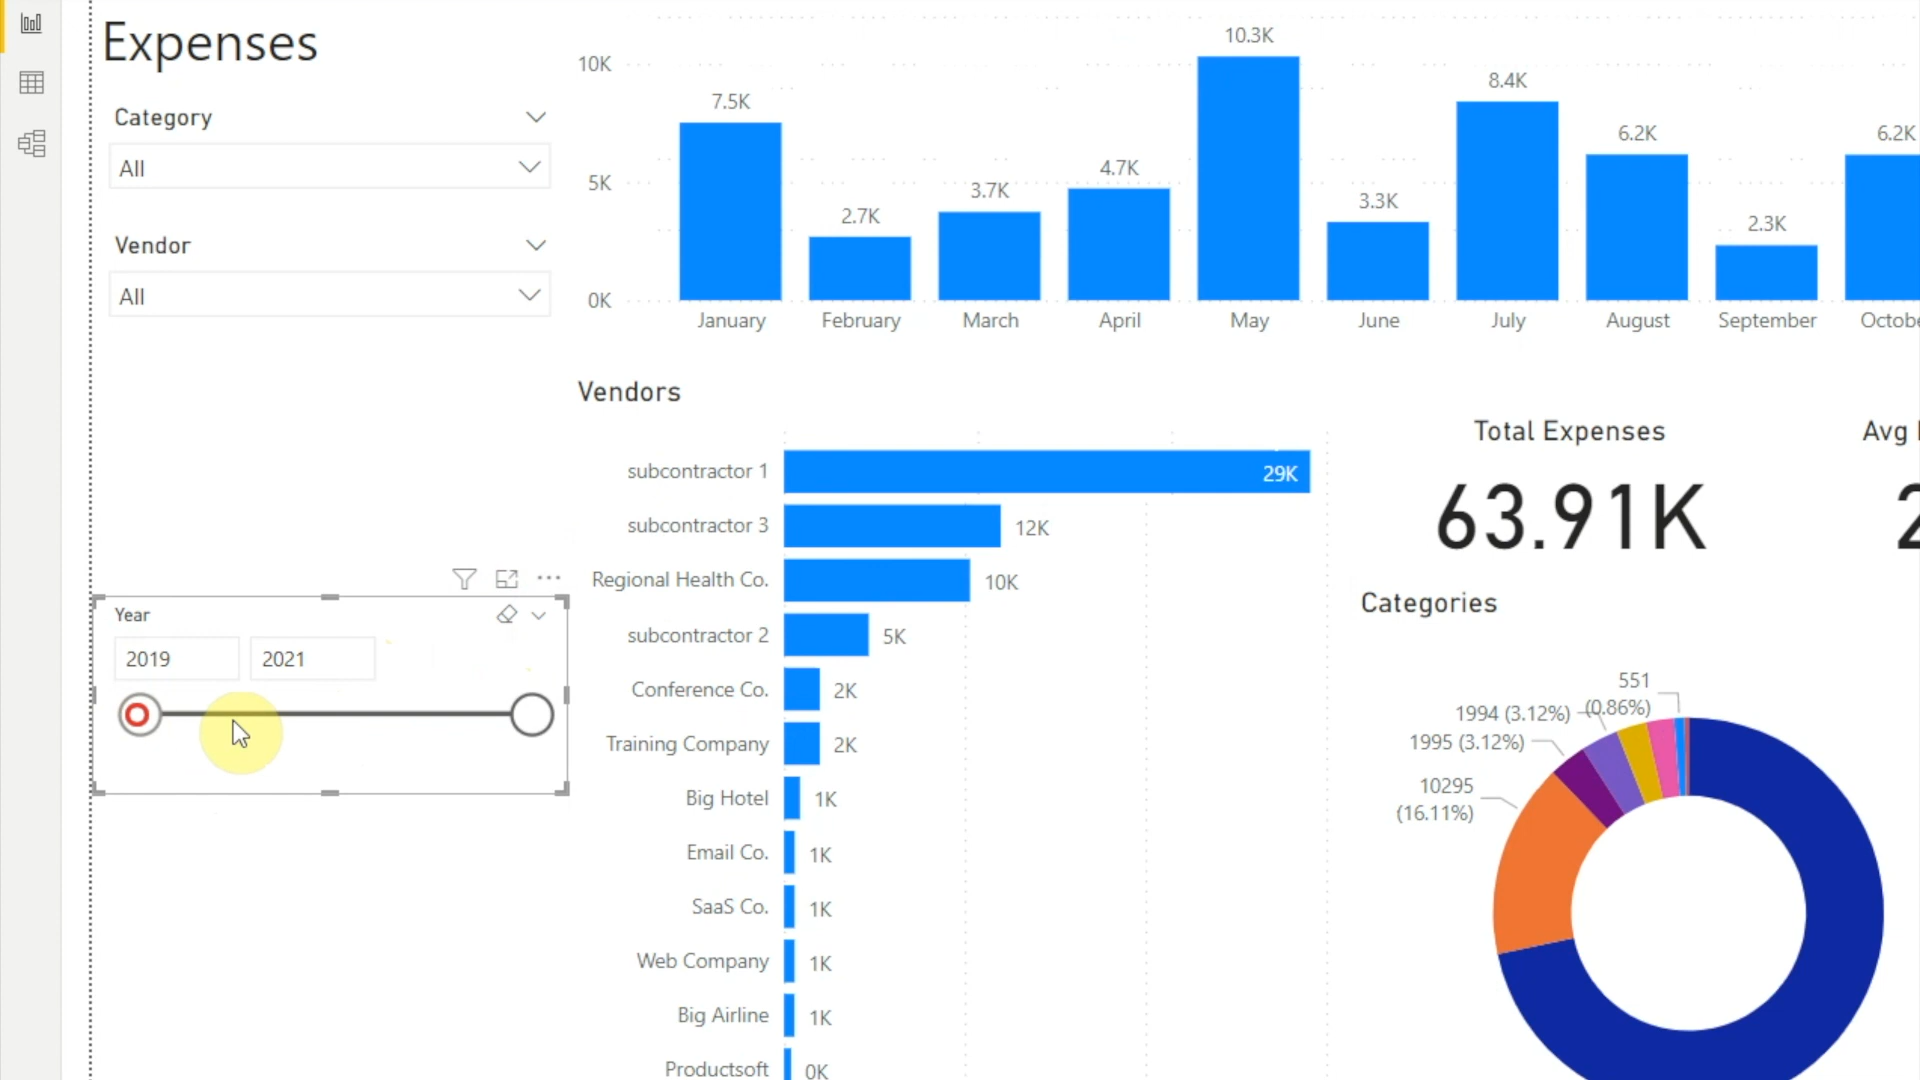 Expenses
Category
All
Vendor
All
10K
5K
0K
7.5K
2.7K
3.7K
4.7K
10.3K
3.3K
8.4K
6.2K
2.3K
6.2K
January
February
March
April
May
June
July
August
September
Octobe
Year
2019
2021
Vendors
subcontractor 1
29K
subcontractor 3
12K
Regional Health Co.
10K
subcontractor 2
5K
Conference Co.
2K
Training Company
2K
Big Hotel
1K
Email Co.
1K
SaaS Co.
1K
Web Company
1K
Big Airline
1K
Productsoft
0K
Total Expenses
63.91K
Avg
2
Categories
551
(0.86%)
1994 (3.12%)
1995 (3.12%)
10295
(16.11%)